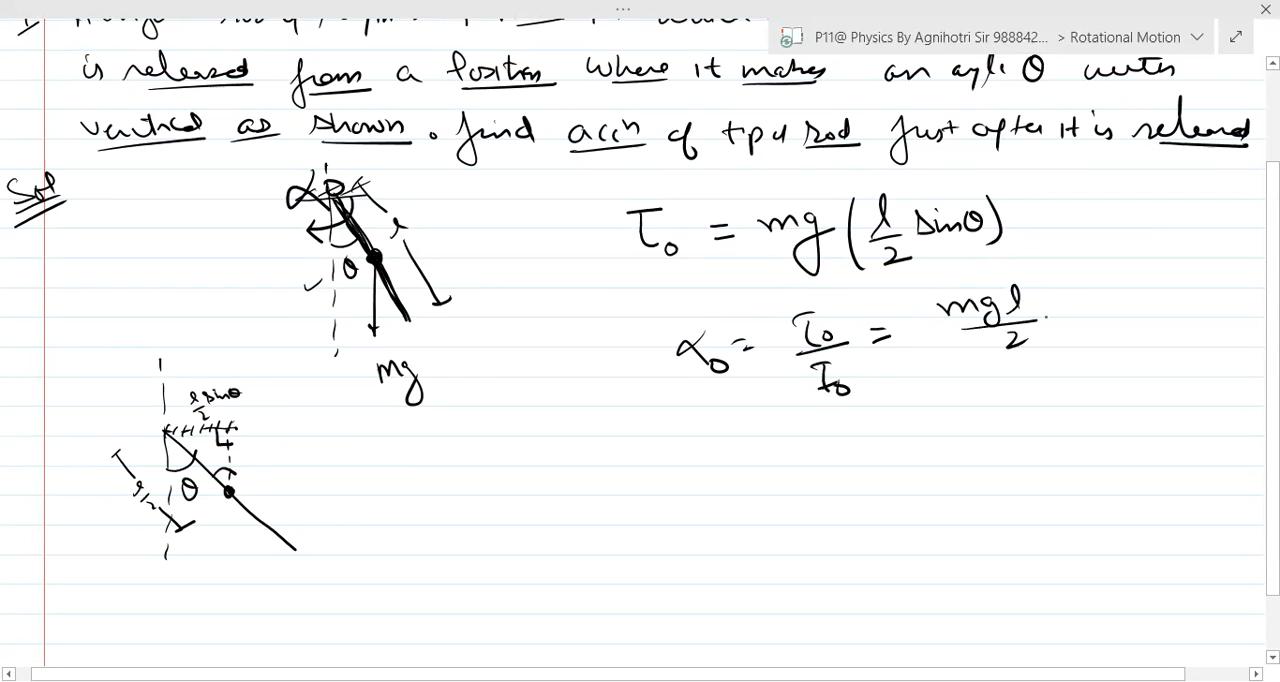 P11@ Physics By Agnihotri Sir 988842... > Rotational Motion
is released from a Position where it makes an angle θ with
vertical as shown. find accn of tip of rod Just after it is released
Sol
α
l
θ
mg
τ₀ = mg (l/2 sinθ)
α₀ = τ₀/I₀ = mgl/2
l/2 sinθ
θ
l/2